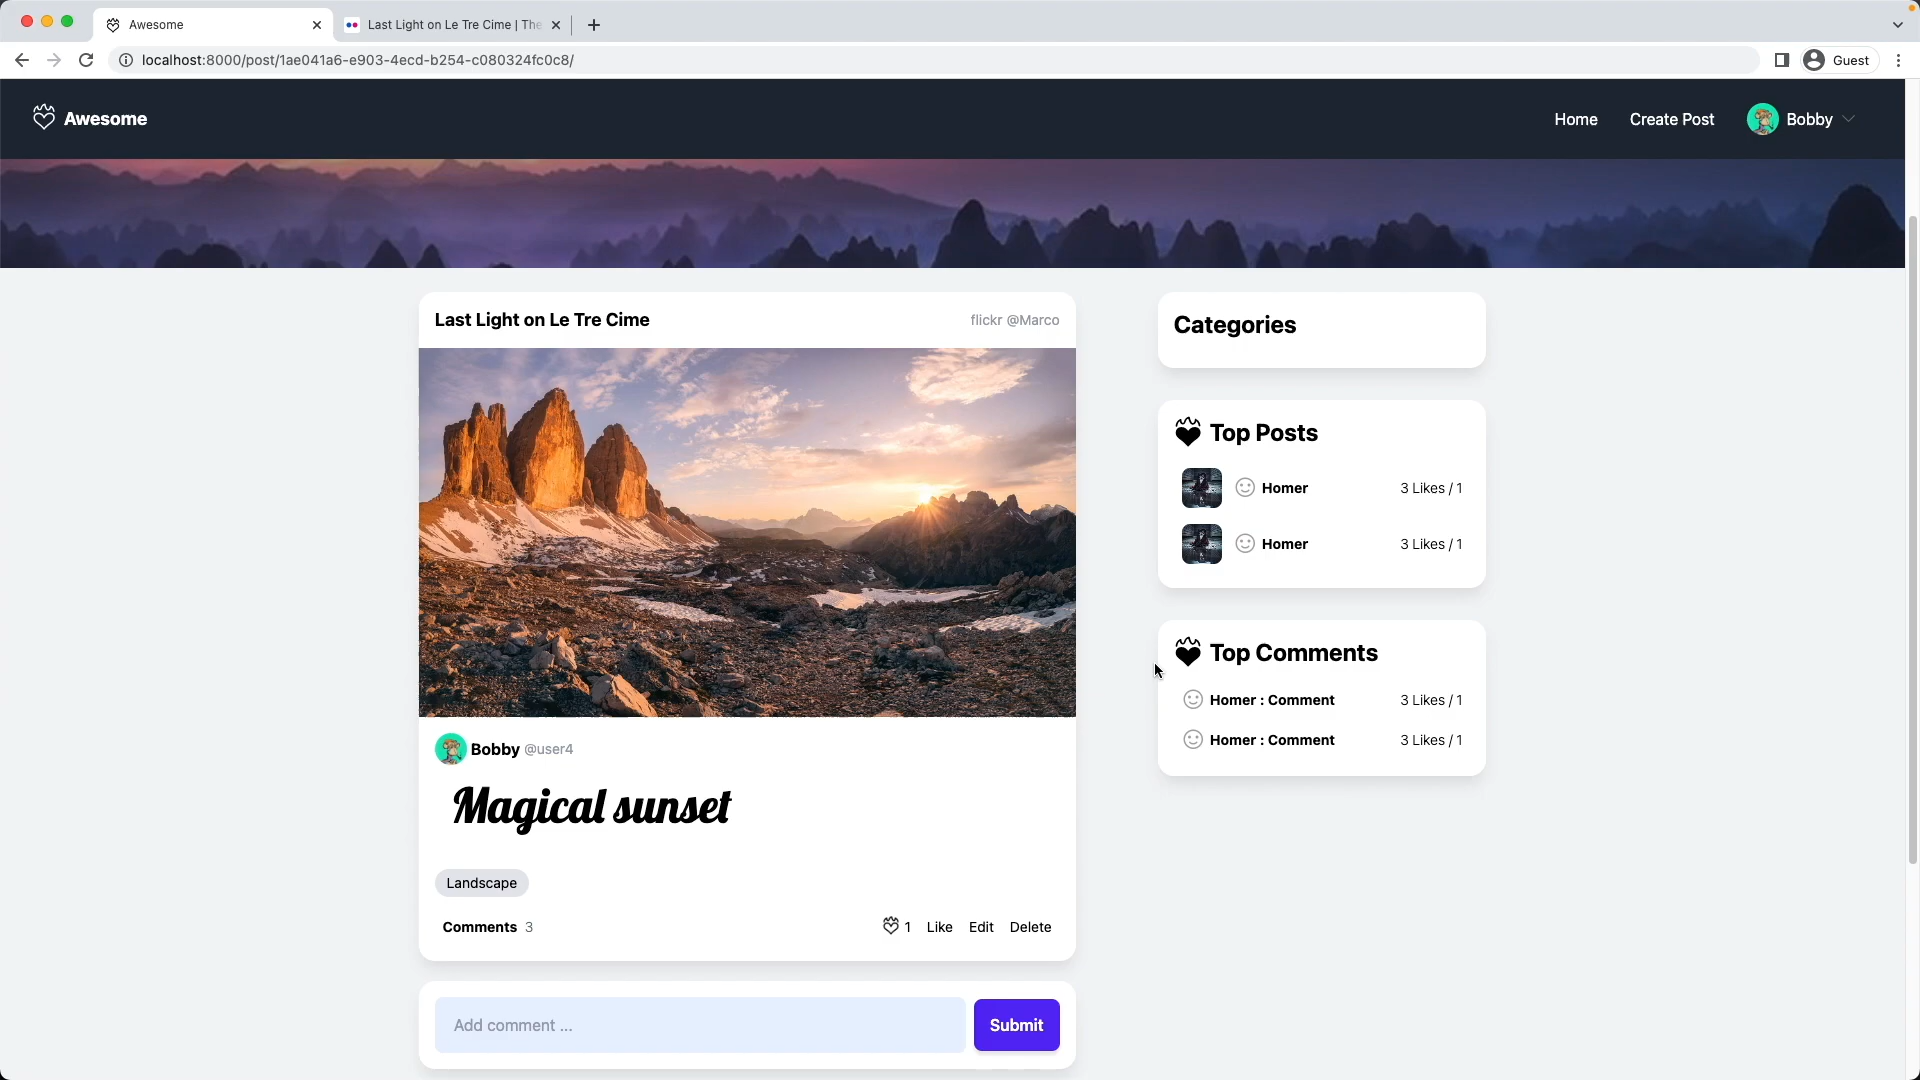 Awesome
Last Light on Le Tre Cime | The
localhost:8000/post/1ae041a6-e903-4ecd-b254-c080324fc0c8/
Guest
Awesome
Home
Create Post
Bobby
Last Light on Le Tre Cime
flickr @Marco
Bobby @user4
Magical sunset
Landscape
Comments 3
1
Like
Edit
Delete
Add comment ...
Submit
Categories
Top Posts
Homer
3 Likes / 1
Homer
3 Likes / 1
Top Comments
Homer : Comment
3 Likes / 1
Homer : Comment
3 Likes / 1